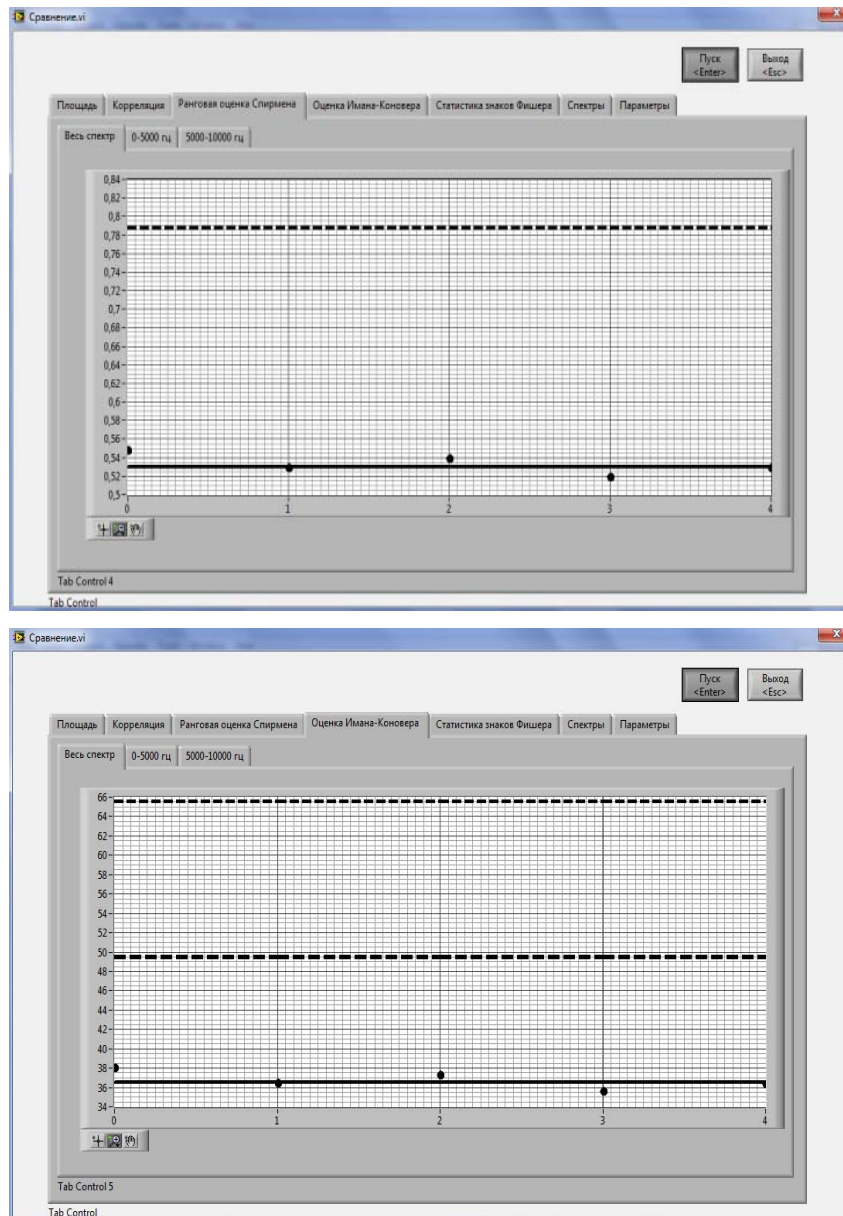 Сравнение.vi
Пуск
<Enter>
Выход
<Esc>
Площадь Корреляция Ранговая оценка Спирмена Оценка Имана-Коновера Статистика знаков Фишера Спектры Параметры
Весь спектр 0-5000 гц 5000-10000 гц
0,84
0,82
0,8
0,78
0,76
0,74
0,72
0,7
0,68
0,66
0,64
0,62
0,6
0,58
0,56
0,54
0,52
0,5
0 1 2 3 4
Tab Control 4
Tab Control
Сравнение.vi
Пуск
<Enter>
Выход
<Esc>
Площадь Корреляция Ранговая оценка Спирмена Оценка Имана-Коновера Статистика знаков Фишера Спектры Параметры
Весь спектр 0-5000 гц 5000-10000 гц
66
64
62
60
58
56
54
52
50
48
46
44
42
40
38
36
34
0 1 2 3 4
Tab Control 5
Tab Control